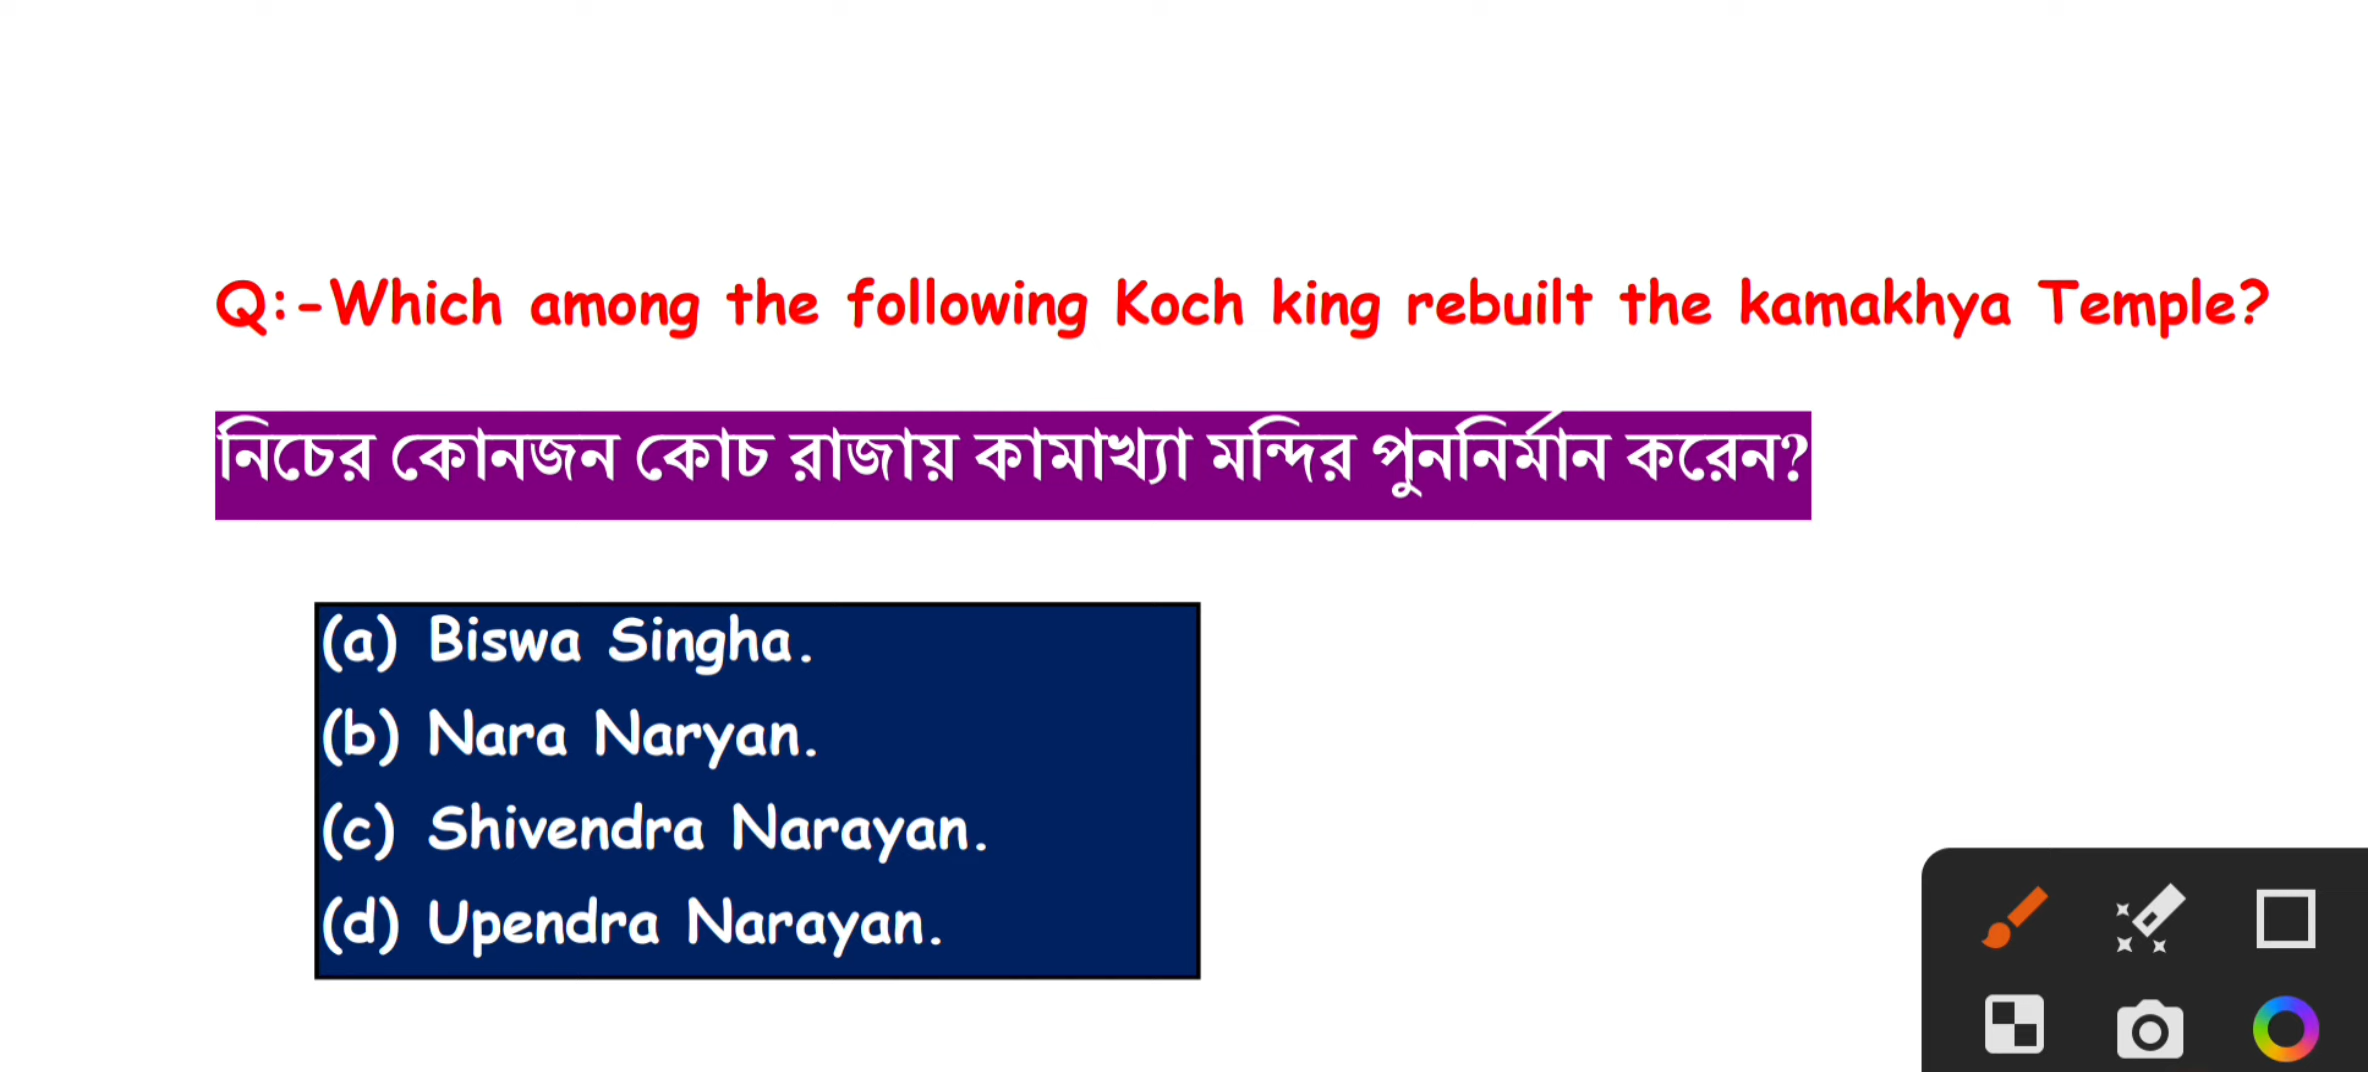 Q:-Which among the following Koch king rebuilt the kamakhya Temple?
নিচের কোনজন কোচ রাজায় কামাখ্যা মন্দির পুননির্মান করেন?
(a) Biswa Singha.
(b) Nara Naryan.
(c) Shivendra Narayan.
(d) Upendra Narayan.